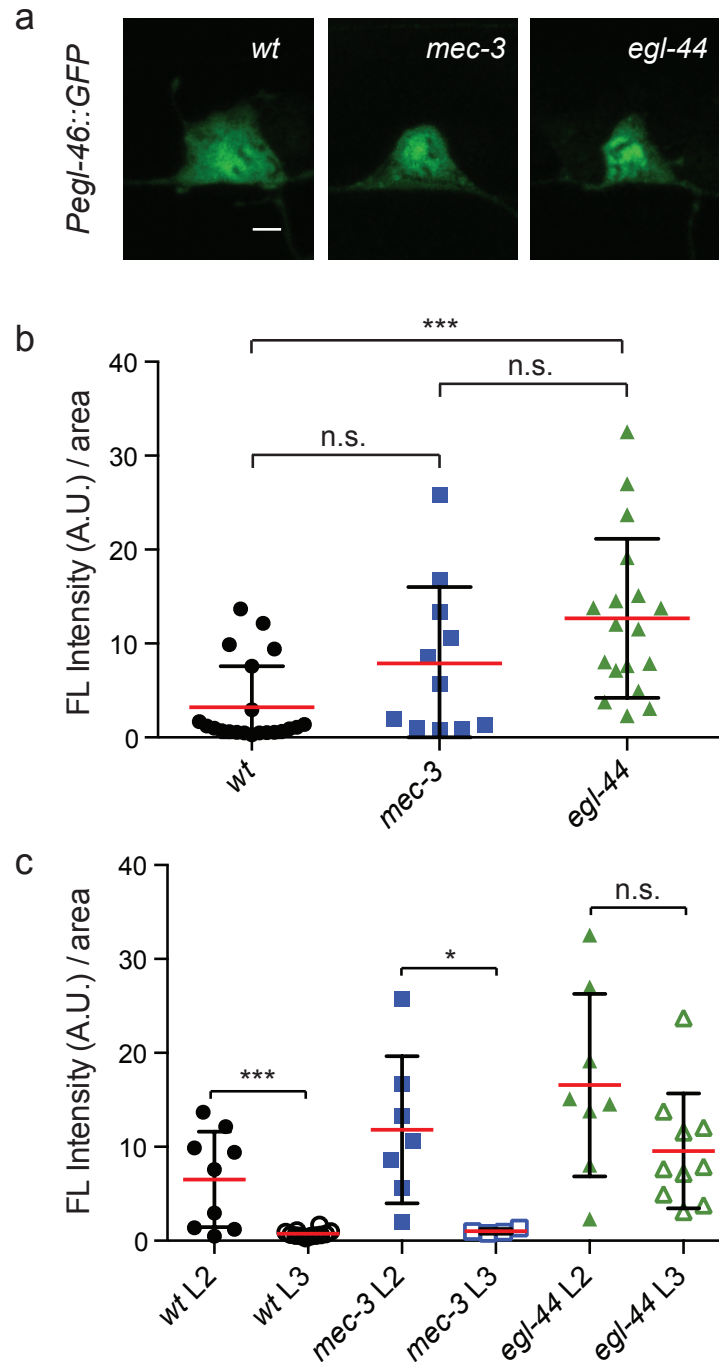 a
Pegl-46::GFP
wt
mec-3
egl-44
b
***
n.s.
n.s.
FL Intensity (A.U.) / area
40
30
20
10
0
wt
mec-3
egl-44
c
n.s.
*
***
FL Intensity (A.U.) / area
40
30
20
10
0
wt L2
wt L3
mec-3 L2
mec-3 L3
egl-44 L2
egl-44 L3